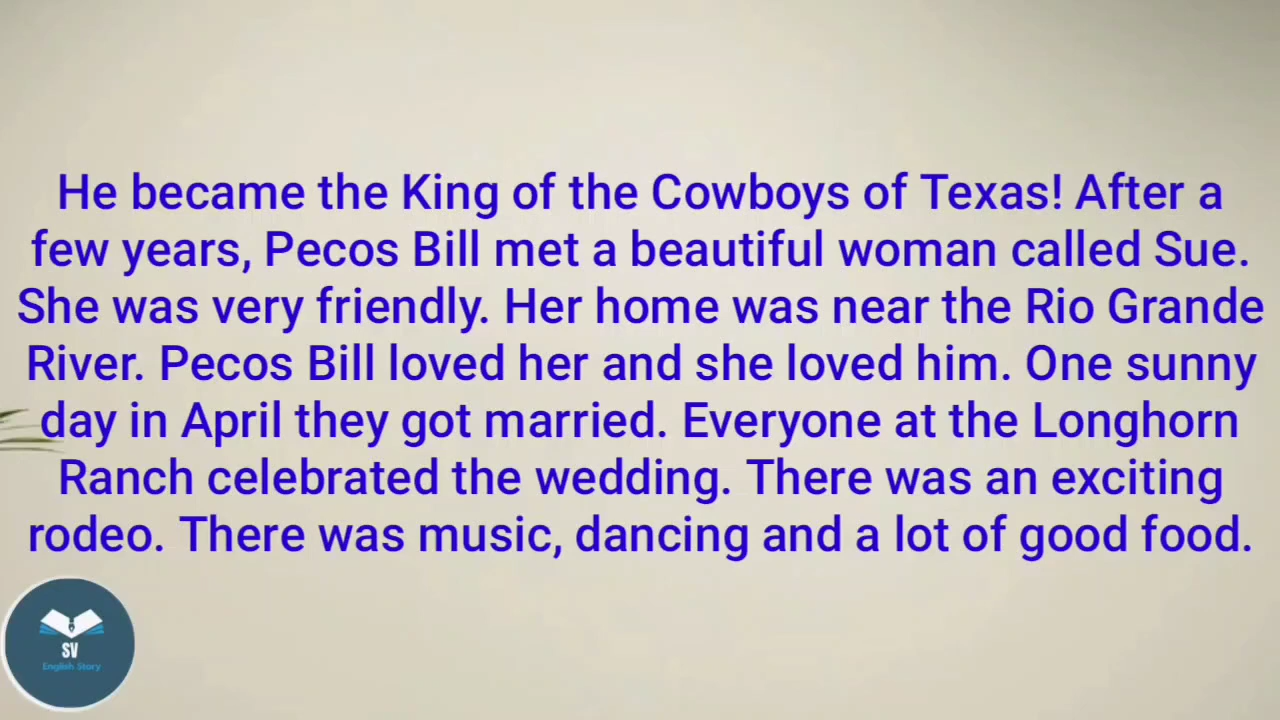 He became the King of the Cowboys of Texas! After a
few years, Pecos Bill met a beautiful woman called Sue.
She was very friendly. Her home was near the Rio Grande
River. Pecos Bill loved her and she loved him. One sunny
day in April they got married. Everyone at the Longhorn
Ranch celebrated the wedding. There was an exciting
rodeo. There was music, dancing and a lot of good food.
SV
English Story